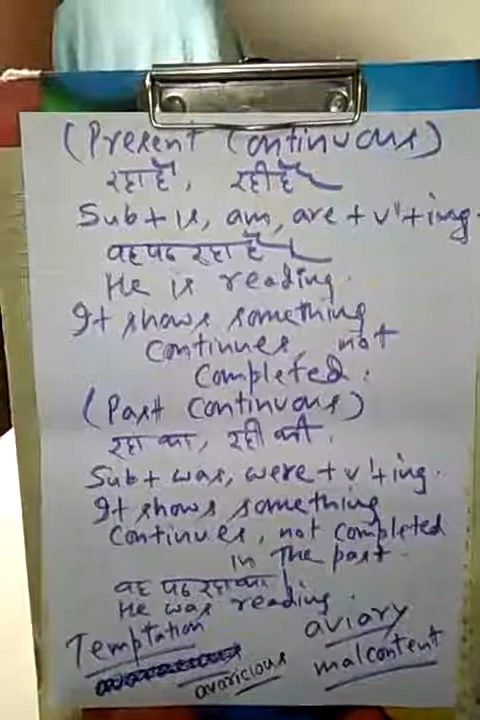 (Present Continuous)
रहा है, रही है
Sub + is, am, are + v'+ing.
वह पढ रहा है।
He is reading.
It shows something
continues, not
completed.
(Past Continuous)
रहा था, रही थी.
Sub + was, were + v'+ing.
It shows something
continues, not completed
in the past.
वह पढ रहा था।
He was reading.
Temptation
aviary
avaricious
malcontent